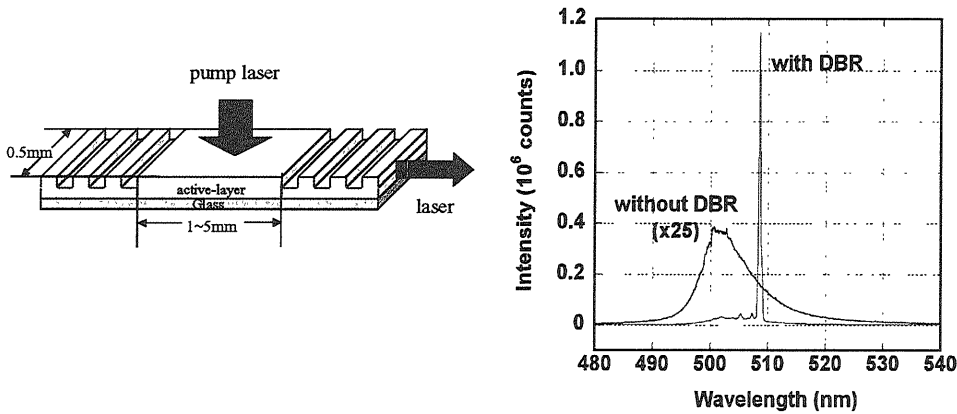 pump laser
0.5mm
active-layer
Glass
1~5mm
laser
1.2
1.0
0.8
0.6
0.4
0.2
0
Intensity (10⁶ counts)
with DBR
without DBR
(x25)
480 490 500 510 520 530 540
Wavelength (nm)